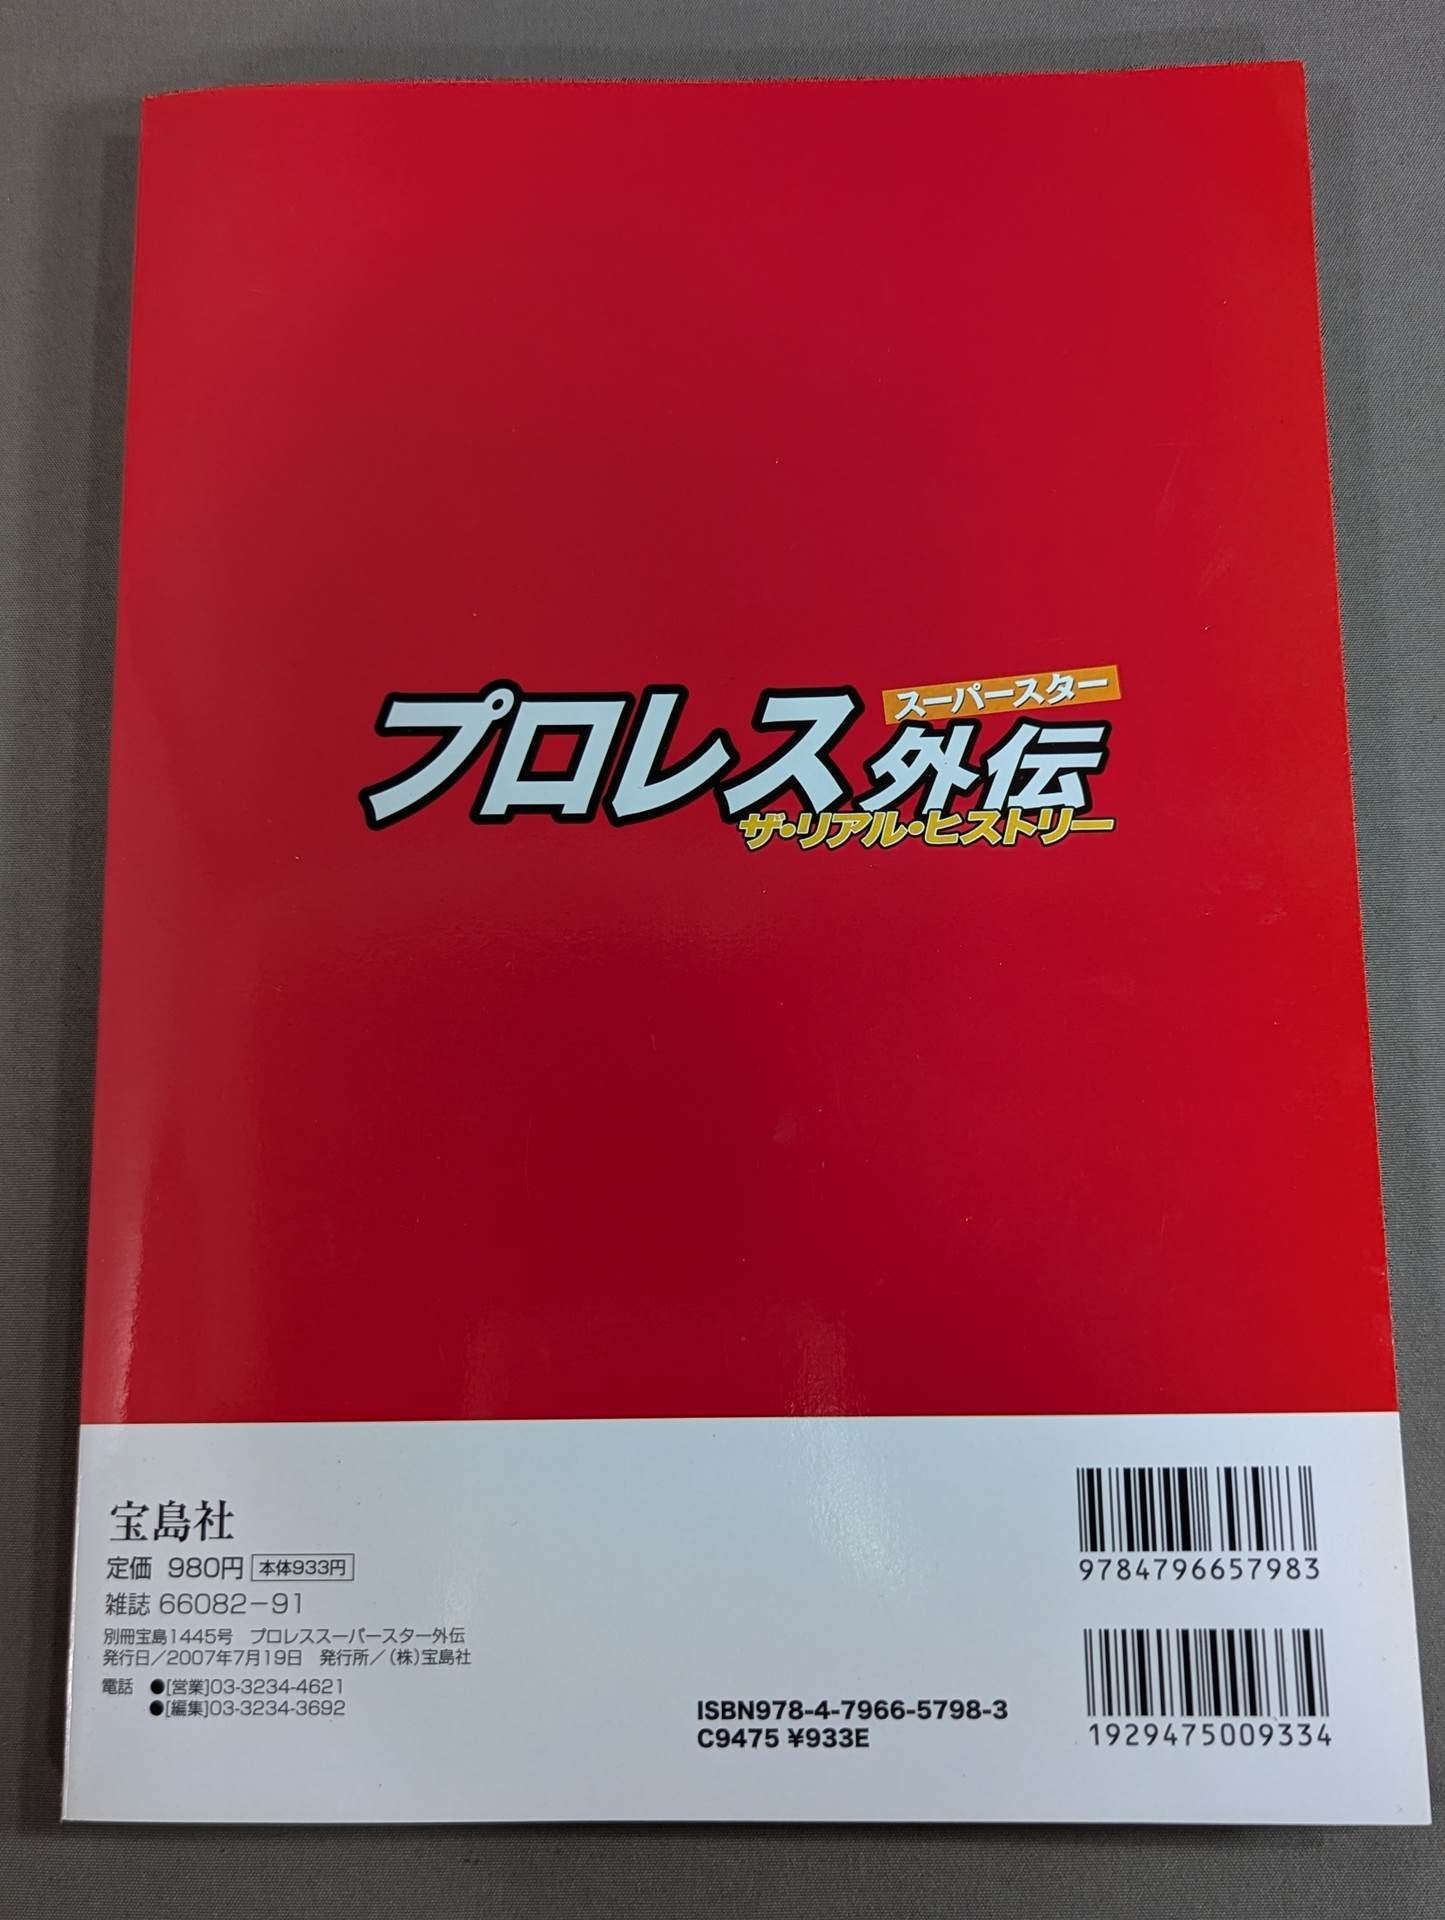 プロレス スーパースター 外伝
ザ・リアル・ヒストリー
宝島社
定価 980円 本体933円
雑誌 66082-91
別冊宝島1445号 プロレススーパースター外伝
発行日／2007年7月19日 発行所／(株)宝島社
電話 ●[営業]03-3234-4621
●[編集]03-3234-3692
ISBN978-4-7966-5798-3
C9475 ¥933E
9784796657983
1929475009334